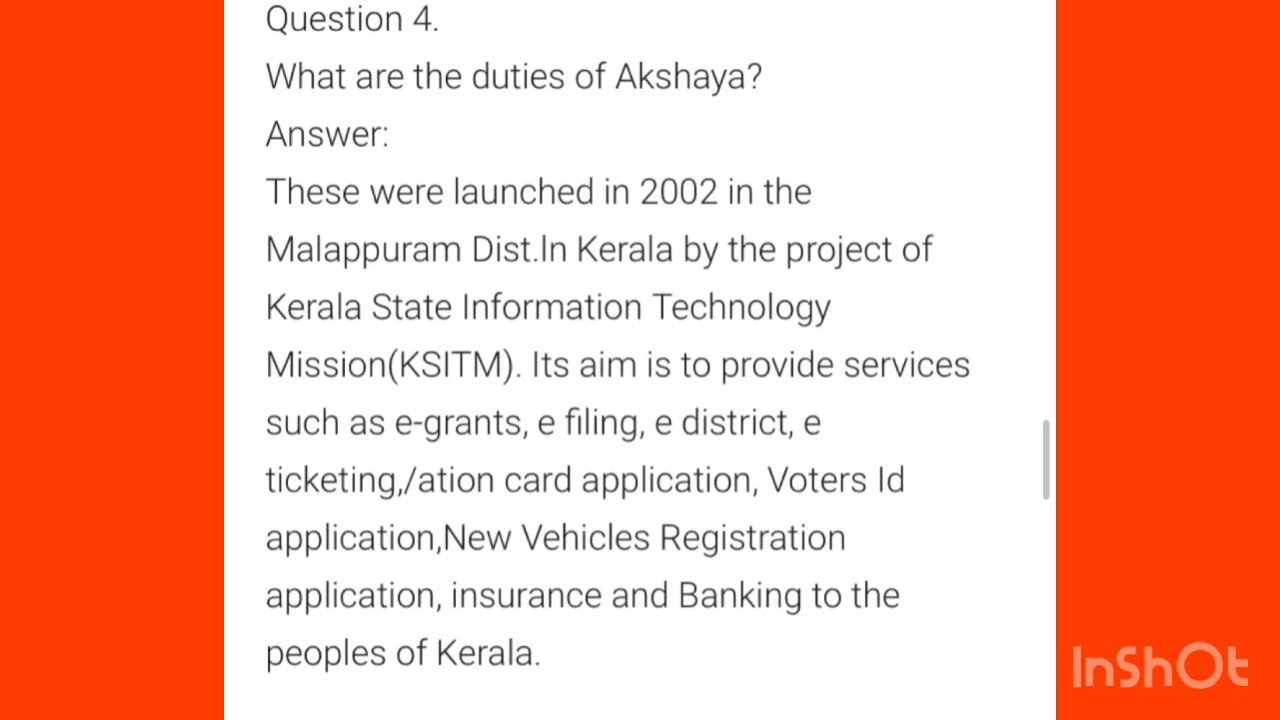 Question 4.
What are the duties of Akshaya?
Answer:
These were launched in 2002 in the
Malappuram Dist.ln Kerala by the project of
Kerala State Information Technology
Mission(KSITM). Its aim is to provide services
such as e-grants, e filing, e district, e
ticketing,/ation card application, Voters Id
application,New Vehicles Registration
application, insurance and Banking to the
peoples of Kerala.
InShOt